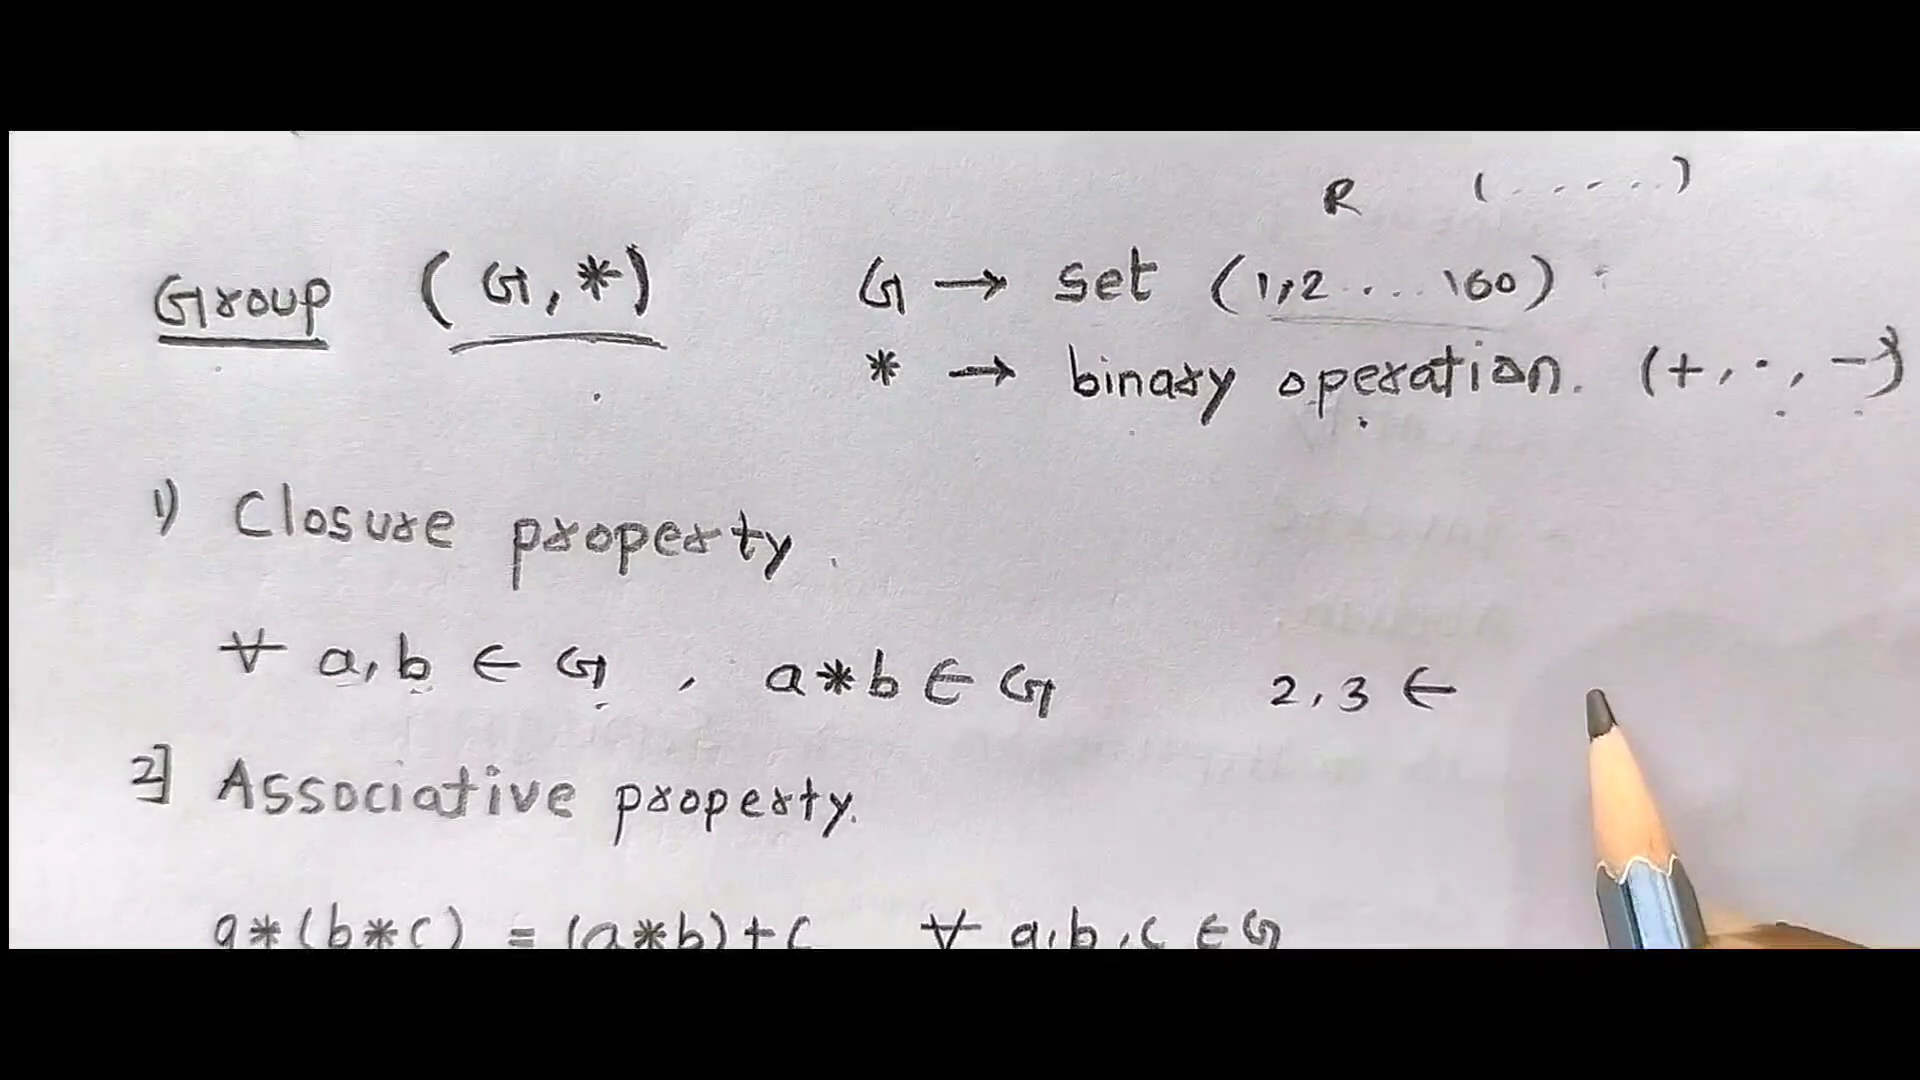 R (.....)
Group (G,*) G → set (1,2....100)
* → binary operation. (+, ·, -)
1) Closure property.
∀ a,b ∈ G , a*b ∈ G 2,3 ∈
2] Associative property.
a*(b*c) = (a*b)+c ∀ a,b,c ∈ G